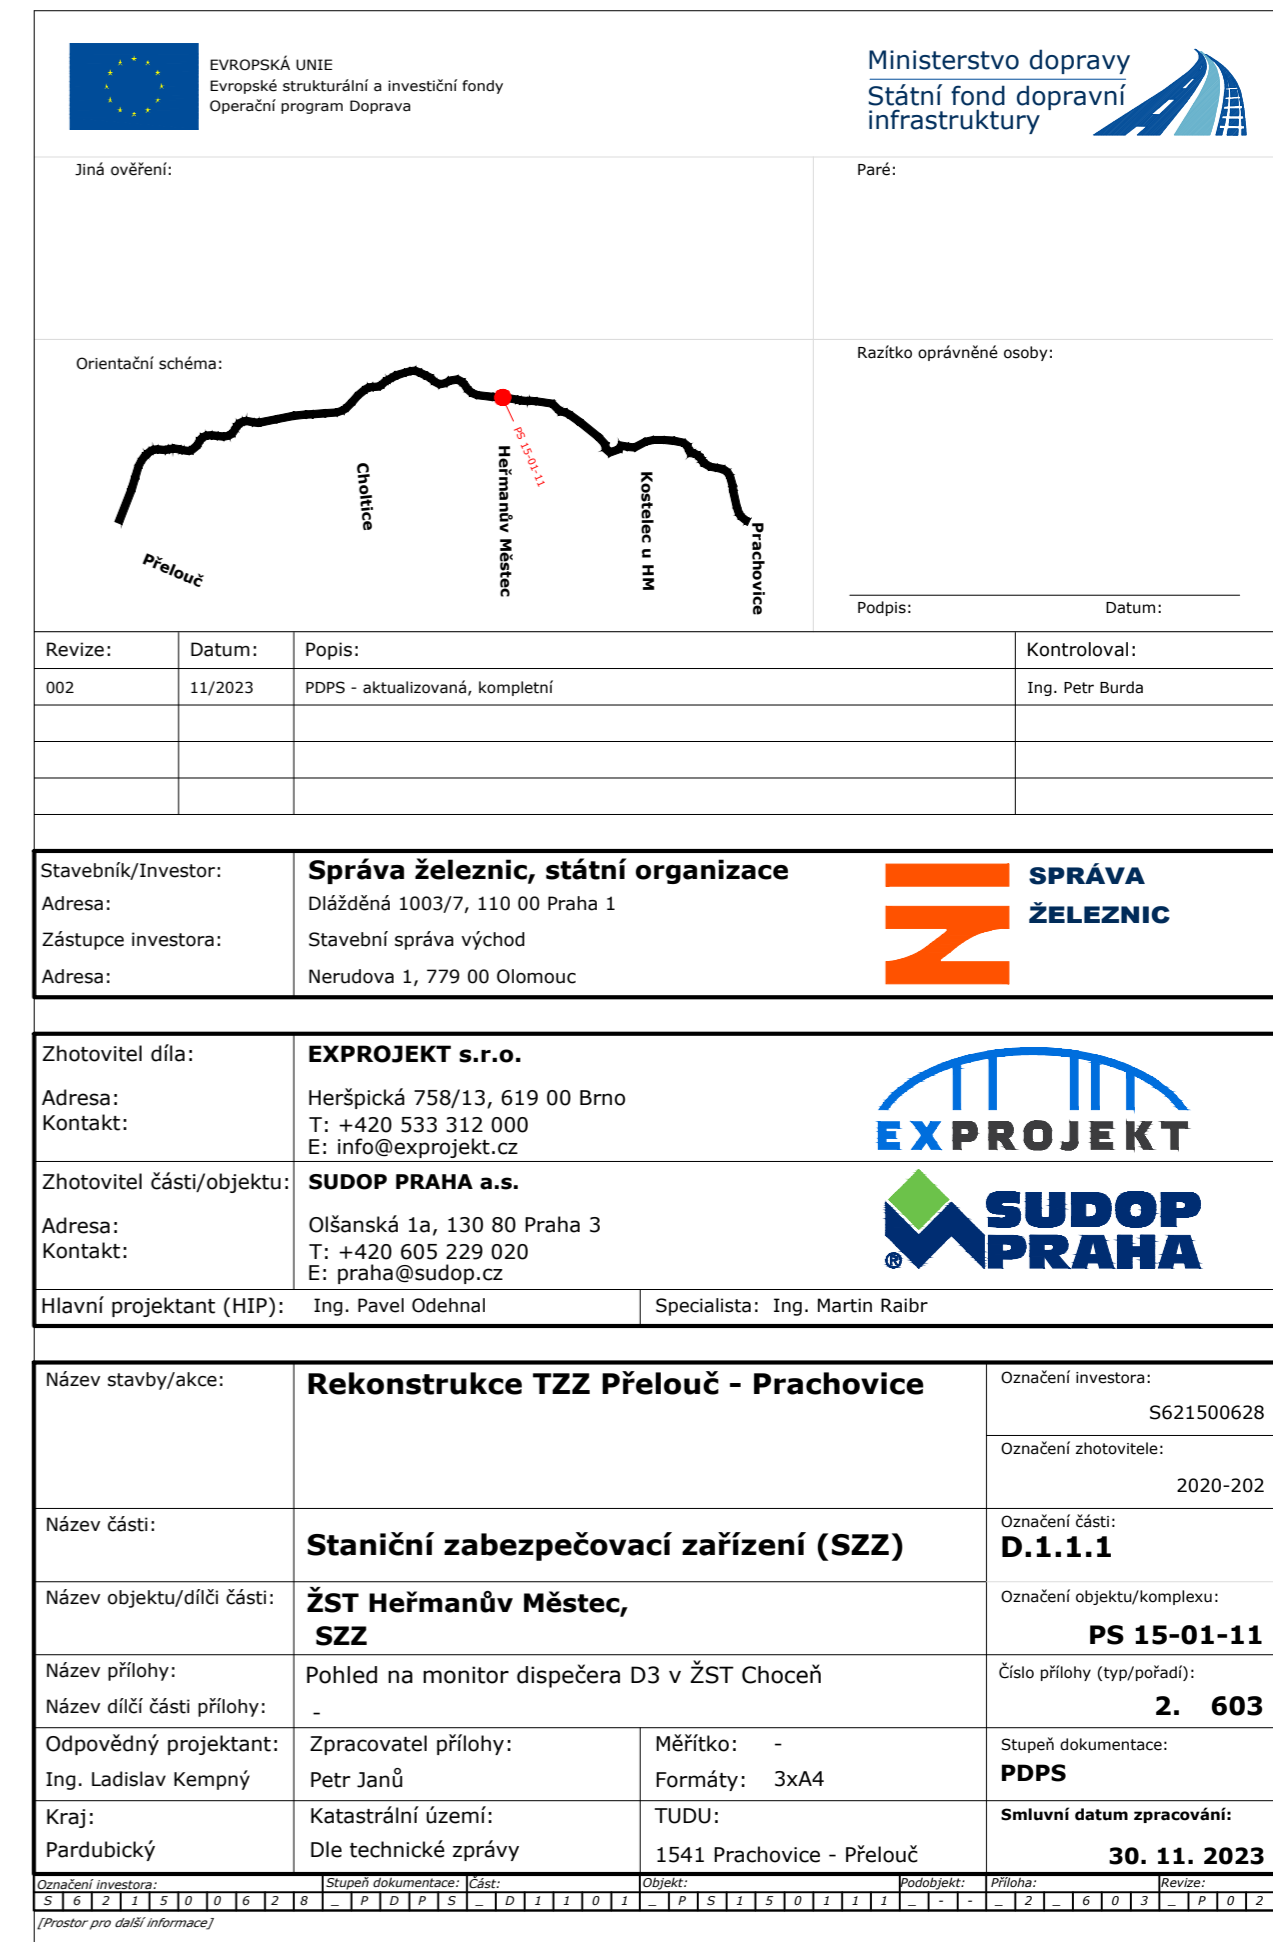 EVROPSKÁ UNIE
Evropské strukturální a investiční fondy
Operační program Doprava
Ministerstvo dopravy
Státní fond dopravní
infrastruktury
Jiná ověření:
Paré:
Orientační schéma:
Razítko oprávněné osoby:
PS 15-01-11
Přelouč
Choltice
Heřmanův Městec
Kostelec u HM
Prachovice
Podpis: Datum:
Revize: Datum: Popis: Kontroloval:
002 11/2023 PDPS - aktualizovaná, kompletní Ing. Petr Burda
Stavebník/Investor: Správa železnic, státní organizace
Adresa: Dlážděná 1003/7, 110 00 Praha 1
Zástupce investora: Stavební správa východ
Adresa: Nerudova 1, 779 00 Olomouc
SPRÁVA
ŽELEZNIC
Zhotovitel díla: EXPROJEKT s.r.o.
Adresa: Heršpická 758/13, 619 00 Brno
Kontakt: T: +420 533 312 000
E: info@exprojekt.cz
EXPROJEKT
Zhotovitel části/objektu: SUDOP PRAHA a.s.
Adresa: Olšanská 1a, 130 80 Praha 3
Kontakt: T: +420 605 229 020
E: praha@sudop.cz
SUDOP
PRAHA
®
Hlavní projektant (HIP): Ing. Pavel Odehnal Specialista: Ing. Martin Raibr
Název stavby/akce: Rekonstrukce TZZ Přelouč - Prachovice
Označení investora:
S621500628
Označení zhotovitele:
2020-202
Název části: Staniční zabezpečovací zařízení (SZZ)
Označení části:
D.1.1.1
Název objektu/dílči části: ŽST Heřmanův Městec,
SZZ
Označení objektu/komplexu:
PS 15-01-11
Název přílohy: Pohled na monitor dispečera D3 v ŽST Choceň
Název dílčí části přílohy: -
Číslo přílohy (typ/pořadí):
2. 603
Odpovědný projektant: Zpracovatel přílohy: Měřítko: -
Ing. Ladislav Kempný Petr Janů Formáty: 3xA4
Stupeň dokumentace:
PDPS
Kraj: Katastrální území: TUDU:
Pardubický Dle technické zprávy 1541 Prachovice - Přelouč
Smluvní datum zpracování:
30. 11. 2023
Označení investora: Stupeň dokumentace: Část: Objekt: Podobjekt: Příloha: Revize:
S 6 2 1 5 0 0 6 2 8 _ P D P S _ D 1 1 0 1 _ P S 1 5 0 1 1 1 _ - - _ 2 _ 6 0 3 _ P 0 2
[Prostor pro další informace]